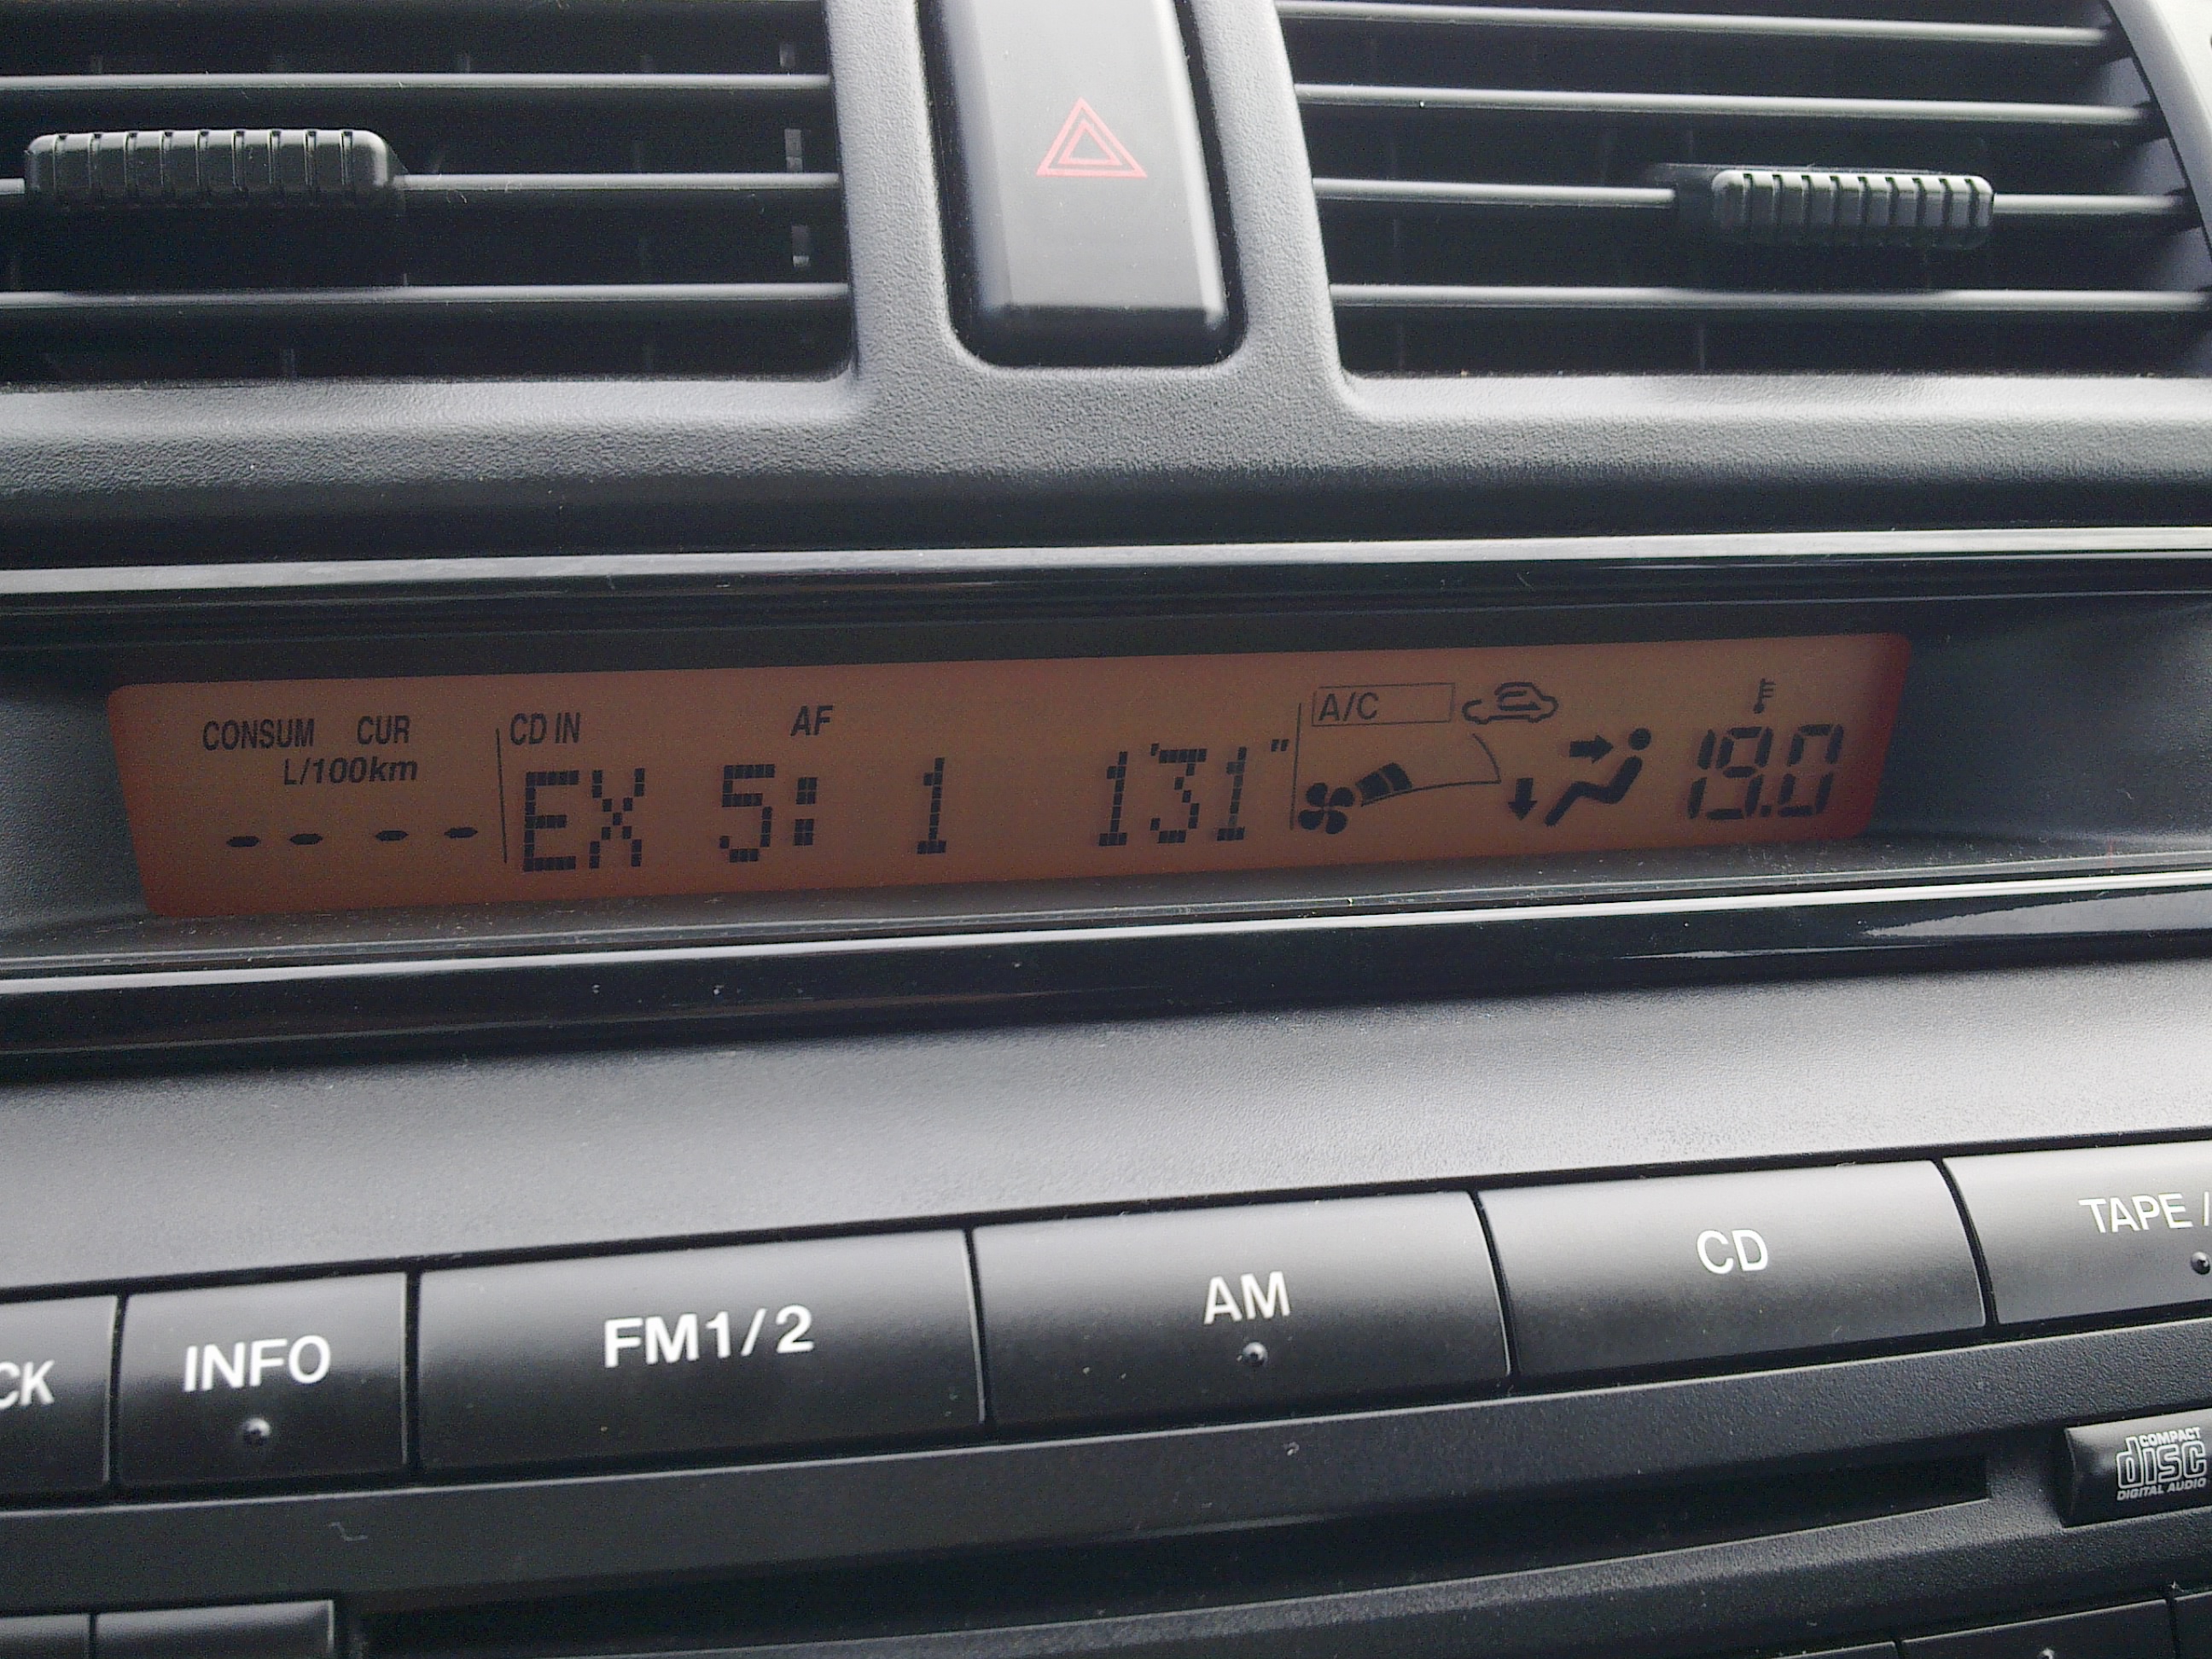 CONSUM CUR CD IN AF A/C
L/100km
-- -- EX 5: 1 1'31" 19.0
CK INFO FM1/2 AM CD TAPE /
COMPACT
disc
DIGITAL AUDIO